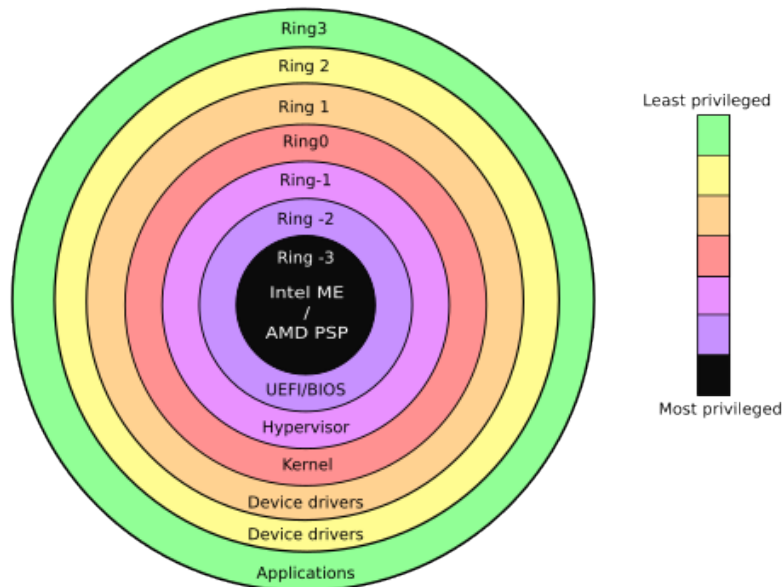 Ring3
Ring 2
Ring 1
Ring0
Ring-1
Ring -2
Ring -3
Intel ME
/
AMD PSP
UEFI/BIOS
Hypervisor
Kernel
Device drivers
Device drivers
Applications
Least privileged
Most privileged